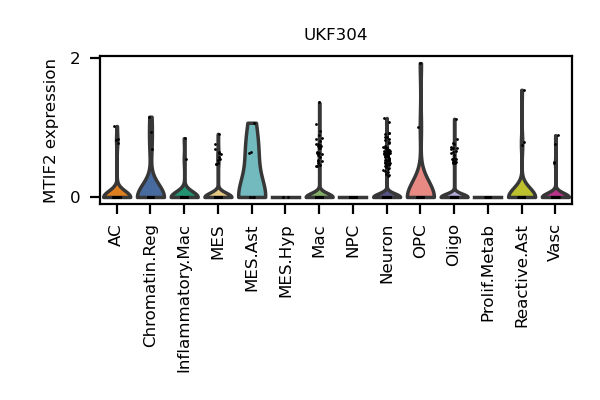 UKF304
MTIF2 expression
2
0
AC
Chromatin.Reg
Inflammatory.Mac
MES
MES.Ast
MES.Hyp
Mac
NPC
Neuron
OPC
Oligo
Prolif.Metab
Reactive.Ast
Vasc